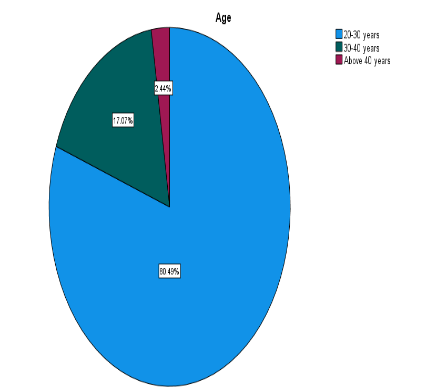 Age
20-30 years
30-40 years
Above 40 years
2.44%
17.07%
80.49%